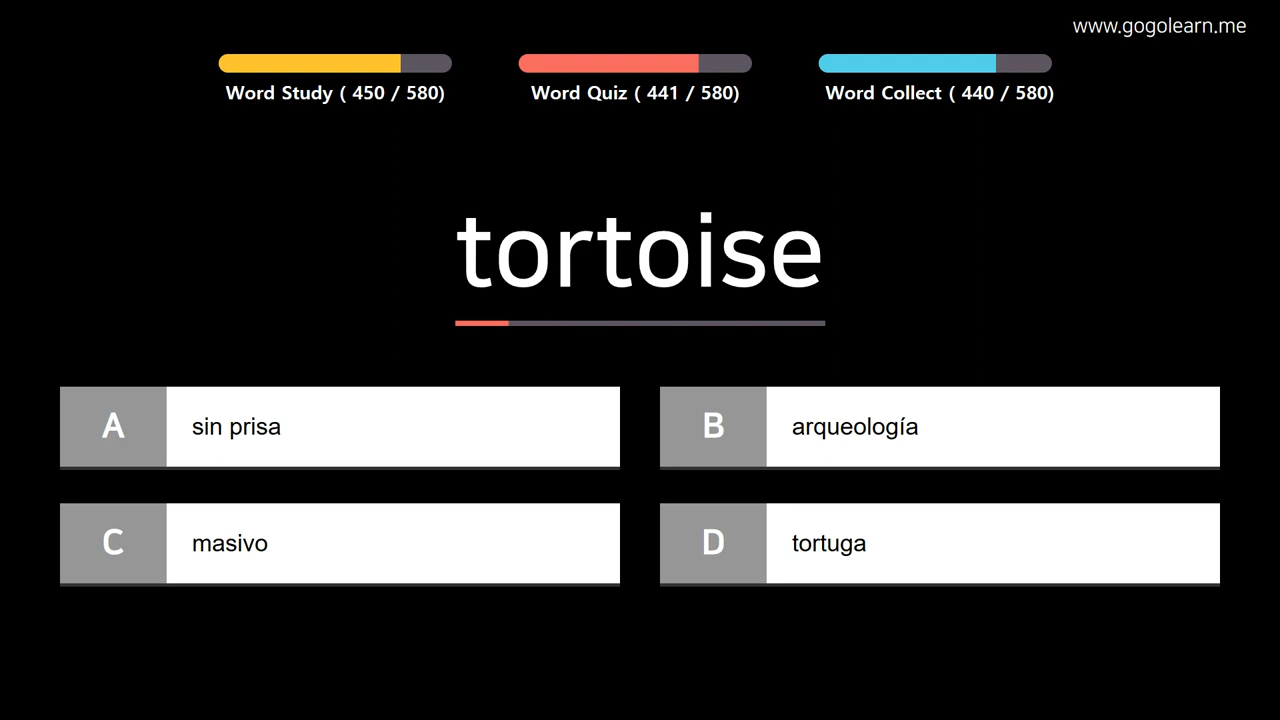 www.gogolearn.me
Word Study ( 450 / 580)
Word Quiz ( 441 / 580)
Word Collect ( 440 / 580)
tortoise
A sin prisa
B arqueología
C masivo
D tortuga